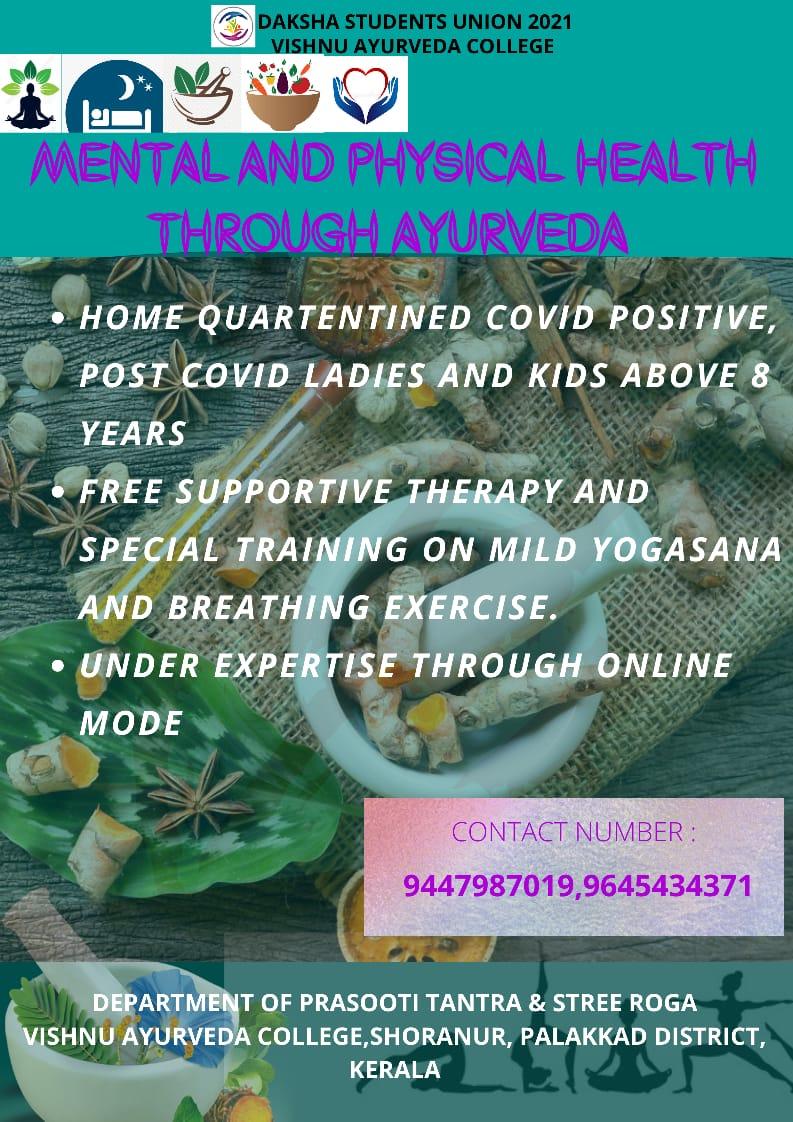 DAKSHA STUDENTS UNION 2021
VISHNU AYURVEDA COLLEGE
MENTAL AND PHYSICAL HEALTH
THROUGH AYURVEDA
• HOME QUARTENTINED COVID POSITIVE,
POST COVID LADIES AND KIDS ABOVE 8
YEARS
• FREE SUPPORTIVE THERAPY AND
SPECIAL TRAINING ON MILD YOGASANA
AND BREATHING EXERCISE.
• UNDER EXPERTISE THROUGH ONLINE
MODE
CONTACT NUMBER :
9447987019,9645434371
DEPARTMENT OF PRASOOTI TANTRA & STREE ROGA
VISHNU AYURVEDA COLLEGE,SHORANUR, PALAKKAD DISTRICT,
KERALA